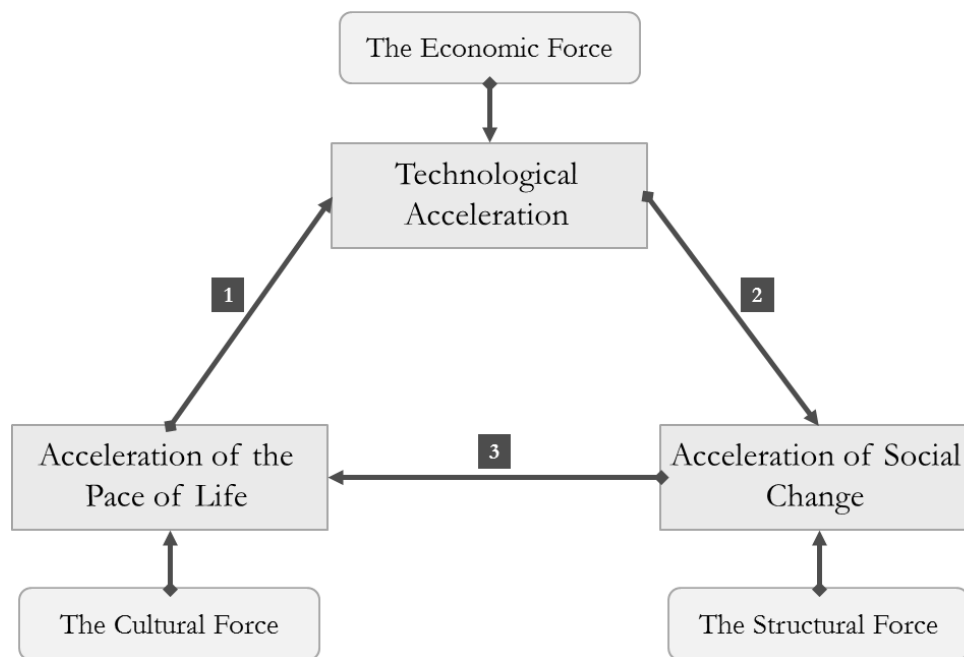 The Economic Force
Technological
Acceleration
1
2
Acceleration of the
Pace of Life
3
Acceleration of Social
Change
The Cultural Force
The Structural Force